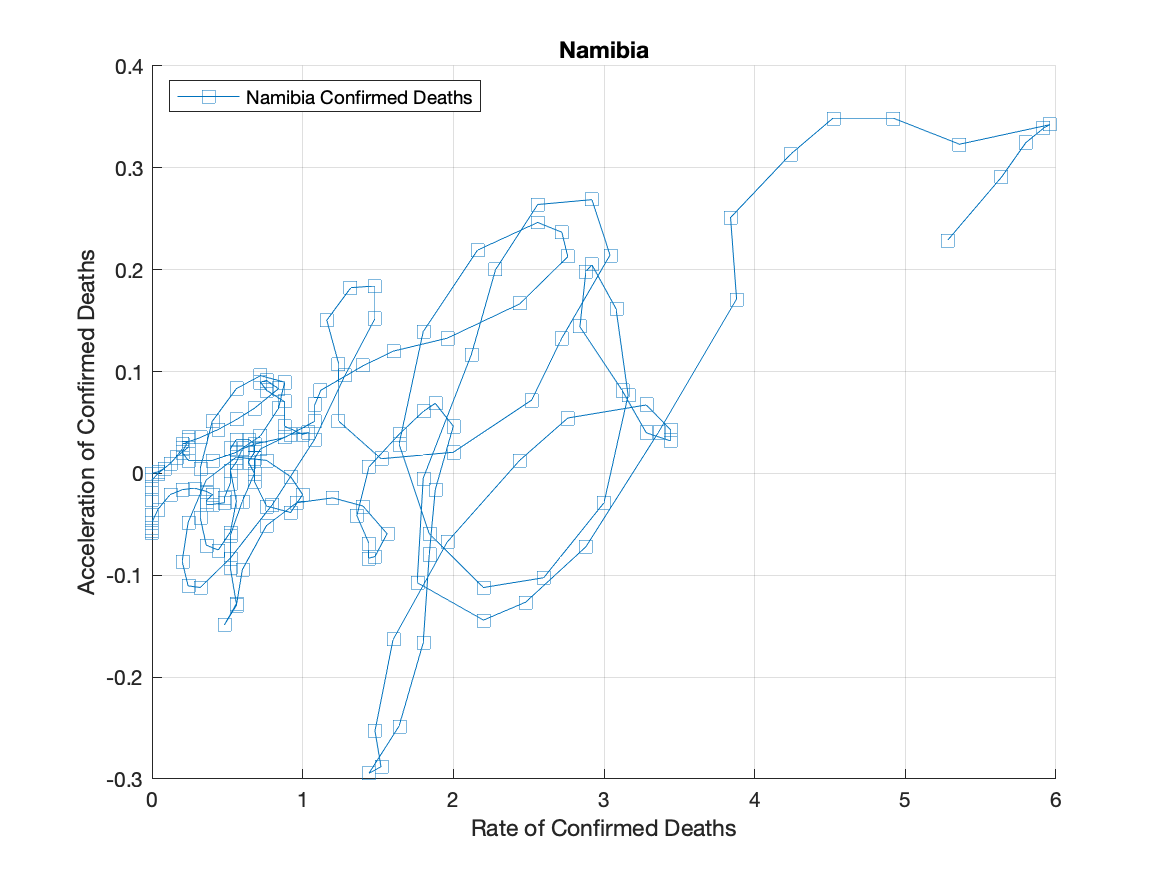 Namibia
0.4
Namibia Confirmed Deaths
0.3
0.2
0.1
0
-0.1
-0.2
-0.3
Acceleration of Confirmed Deaths
0 1 2 3 4 5 6
Rate of Confirmed Deaths